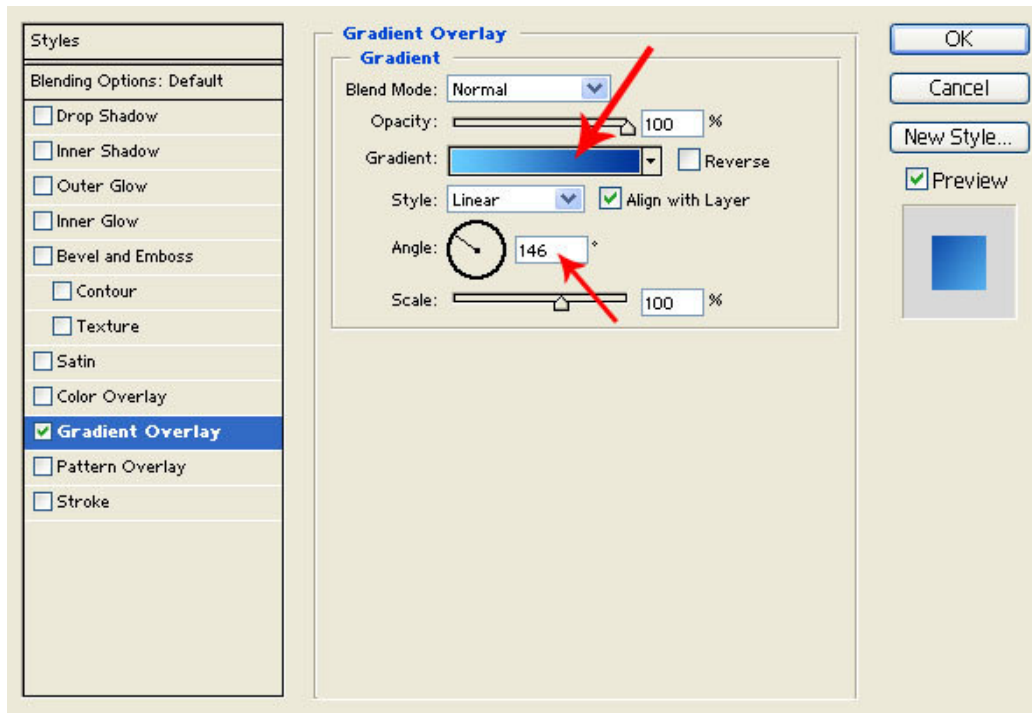 Styles
Blending Options: Default
Drop Shadow
Inner Shadow
Outer Glow
Inner Glow
Bevel and Emboss
Contour
Texture
Satin
Color Overlay
Gradient Overlay
Pattern Overlay
Stroke
Gradient Overlay
Gradient
Blend Mode: Normal
Opacity: 100 %
Gradient: Reverse
Style: Linear Align with Layer
Angle: 146 °
Scale: 100 %
OK
Cancel
New Style...
Preview